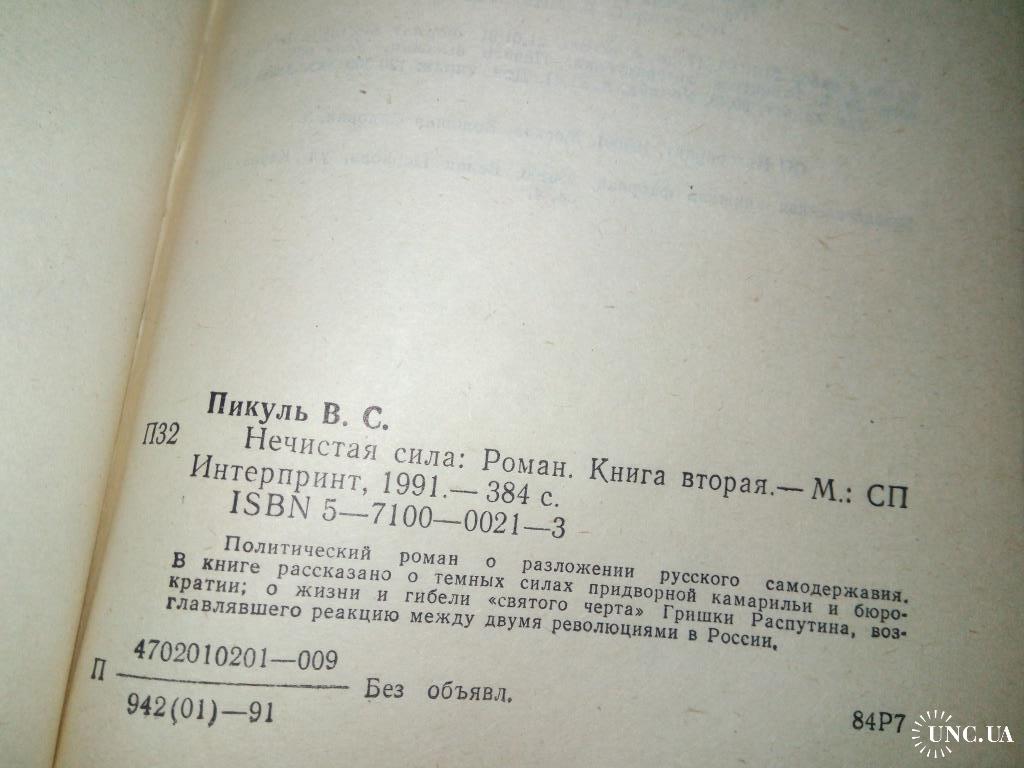 Пикуль В. С.
П32
Нечистая сила: Роман. Книга вторая.— М.: СП
Интерпринт, 1991.— 384 с.
ISBN 5—7100—0021—3
Политический роман о разложении русского самодержавия.
В книге рассказано о темных силах придворной камарильи и бюро-
кратии; о жизни и гибели «святого черта» Гришки Распутина, воз-
главлявшего реакцию между двумя революциями в России.
П
4702010201—009
942(01)—91
Без объявл.
84Р7
UNC.UA